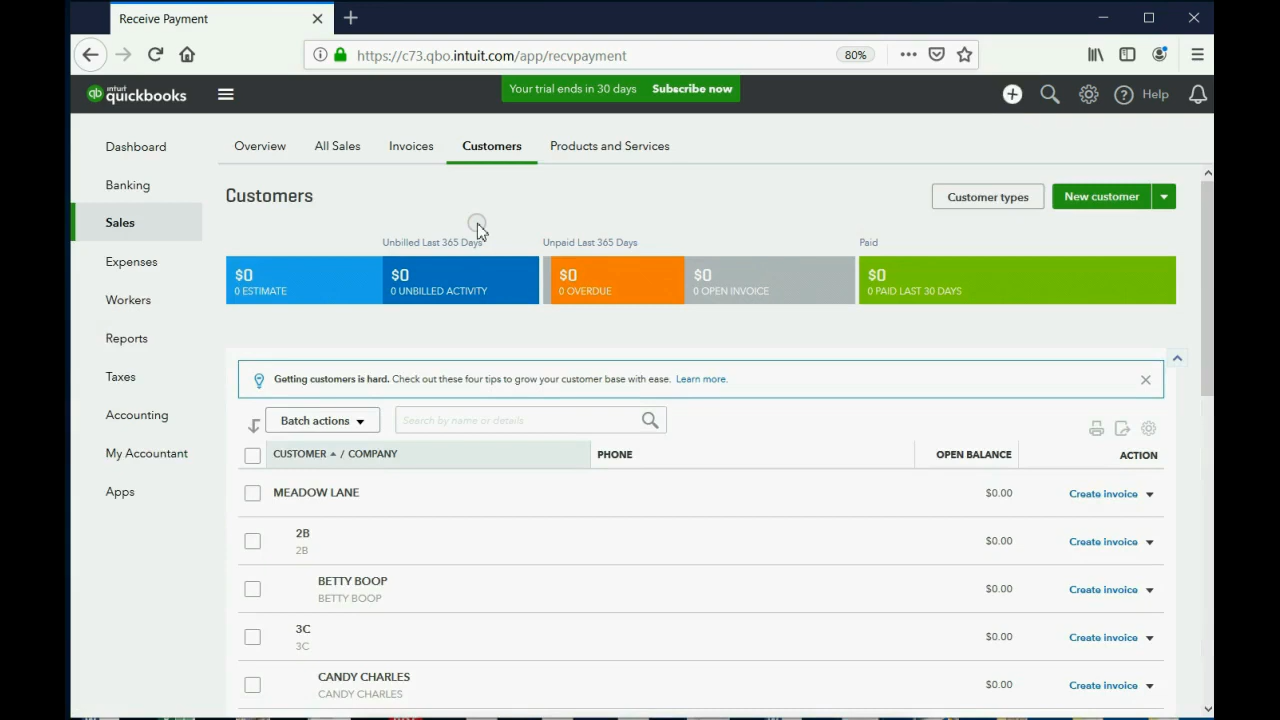 Receive Payment
https://c73.qbo.intuit.com/app/recvpayment
80%
intuit quickbooks
Your trial ends in 30 days Subscribe now
Help
Dashboard
Banking
Sales
Expenses
Workers
Reports
Taxes
Accounting
My Accountant
Apps
Overview All Sales Invoices Customers Products and Services
Customers
Customer types
New customer
Unbilled Last 365 Days Unpaid Last 365 Days Paid
$0 $0 $0 $0 $0
0 ESTIMATE 0 UNBILLED ACTIVITY 0 OVERDUE 0 OPEN INVOICE 0 PAID LAST 30 DAYS
Getting customers is hard. Check out these four tips to grow your customer base with ease. Learn more.
Batch actions Search by name or details
CUSTOMER / COMPANY PHONE OPEN BALANCE ACTION
MEADOW LANE $0.00 Create invoice
2B $0.00 Create invoice
2B
BETTY BOOP $0.00 Create invoice
BETTY BOOP
3C $0.00 Create invoice
3C
CANDY CHARLES $0.00 Create invoice
CANDY CHARLES